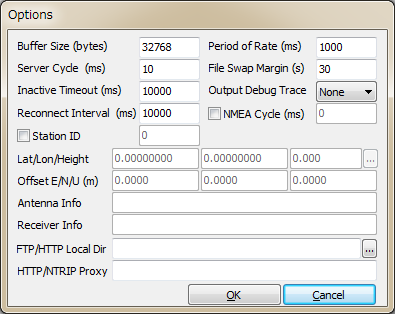 Options
Buffer Size (bytes) 32768 Period of Rate (ms) 1000
Server Cycle (ms) 10 File Swap Margin (s) 30
Inactive Timeout (ms) 10000 Output Debug Trace None
Reconnect Interval (ms) 10000 NMEA Cycle (ms) 0
Station ID 0
Lat/Lon/Height 0.00000000 0.00000000 0.000 ...
Offset E/N/U (m) 0.0000 0.0000 0.0000
Antenna Info
Receiver Info
FTP/HTTP Local Dir ...
HTTP/NTRIP Proxy
OK Cancel